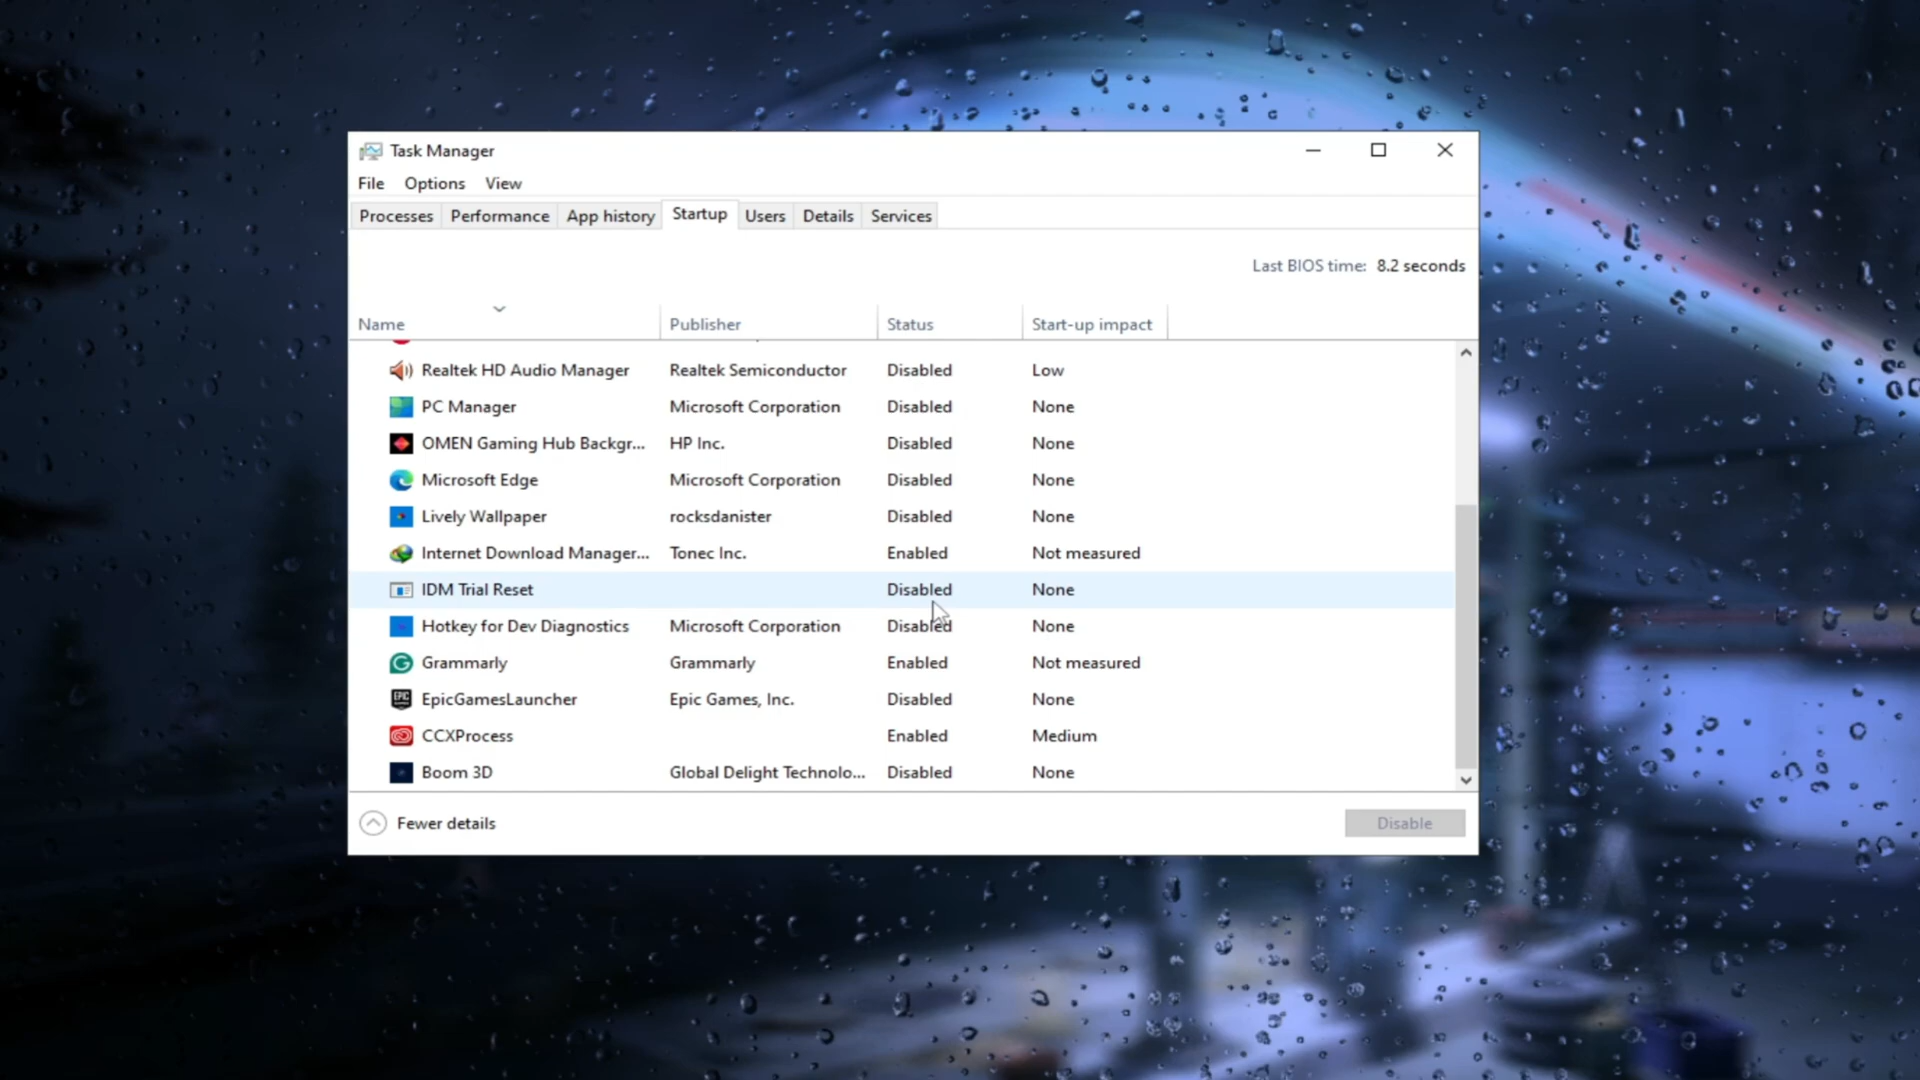 Task Manager
File Options View
Processes Performance App history Startup Users Details Services
Last BIOS time: 8.2 seconds
Name Publisher Status Start-up impact
Realtek HD Audio Manager Realtek Semiconductor Disabled Low
PC Manager Microsoft Corporation Disabled None
OMEN Gaming Hub Backgr... HP Inc. Disabled None
Microsoft Edge Microsoft Corporation Disabled None
Lively Wallpaper rocksdanister Disabled None
Internet Download Manager... Tonec Inc. Enabled Not measured
IDM Trial Reset Disabled None
Hotkey for Dev Diagnostics Microsoft Corporation Disabled None
Grammarly Grammarly Enabled Not measured
EPIC EpicGamesLauncher Epic Games, Inc. Disabled None
CCXProcess Enabled Medium
Boom 3D Global Delight Technolo... Disabled None
Fewer details Disable